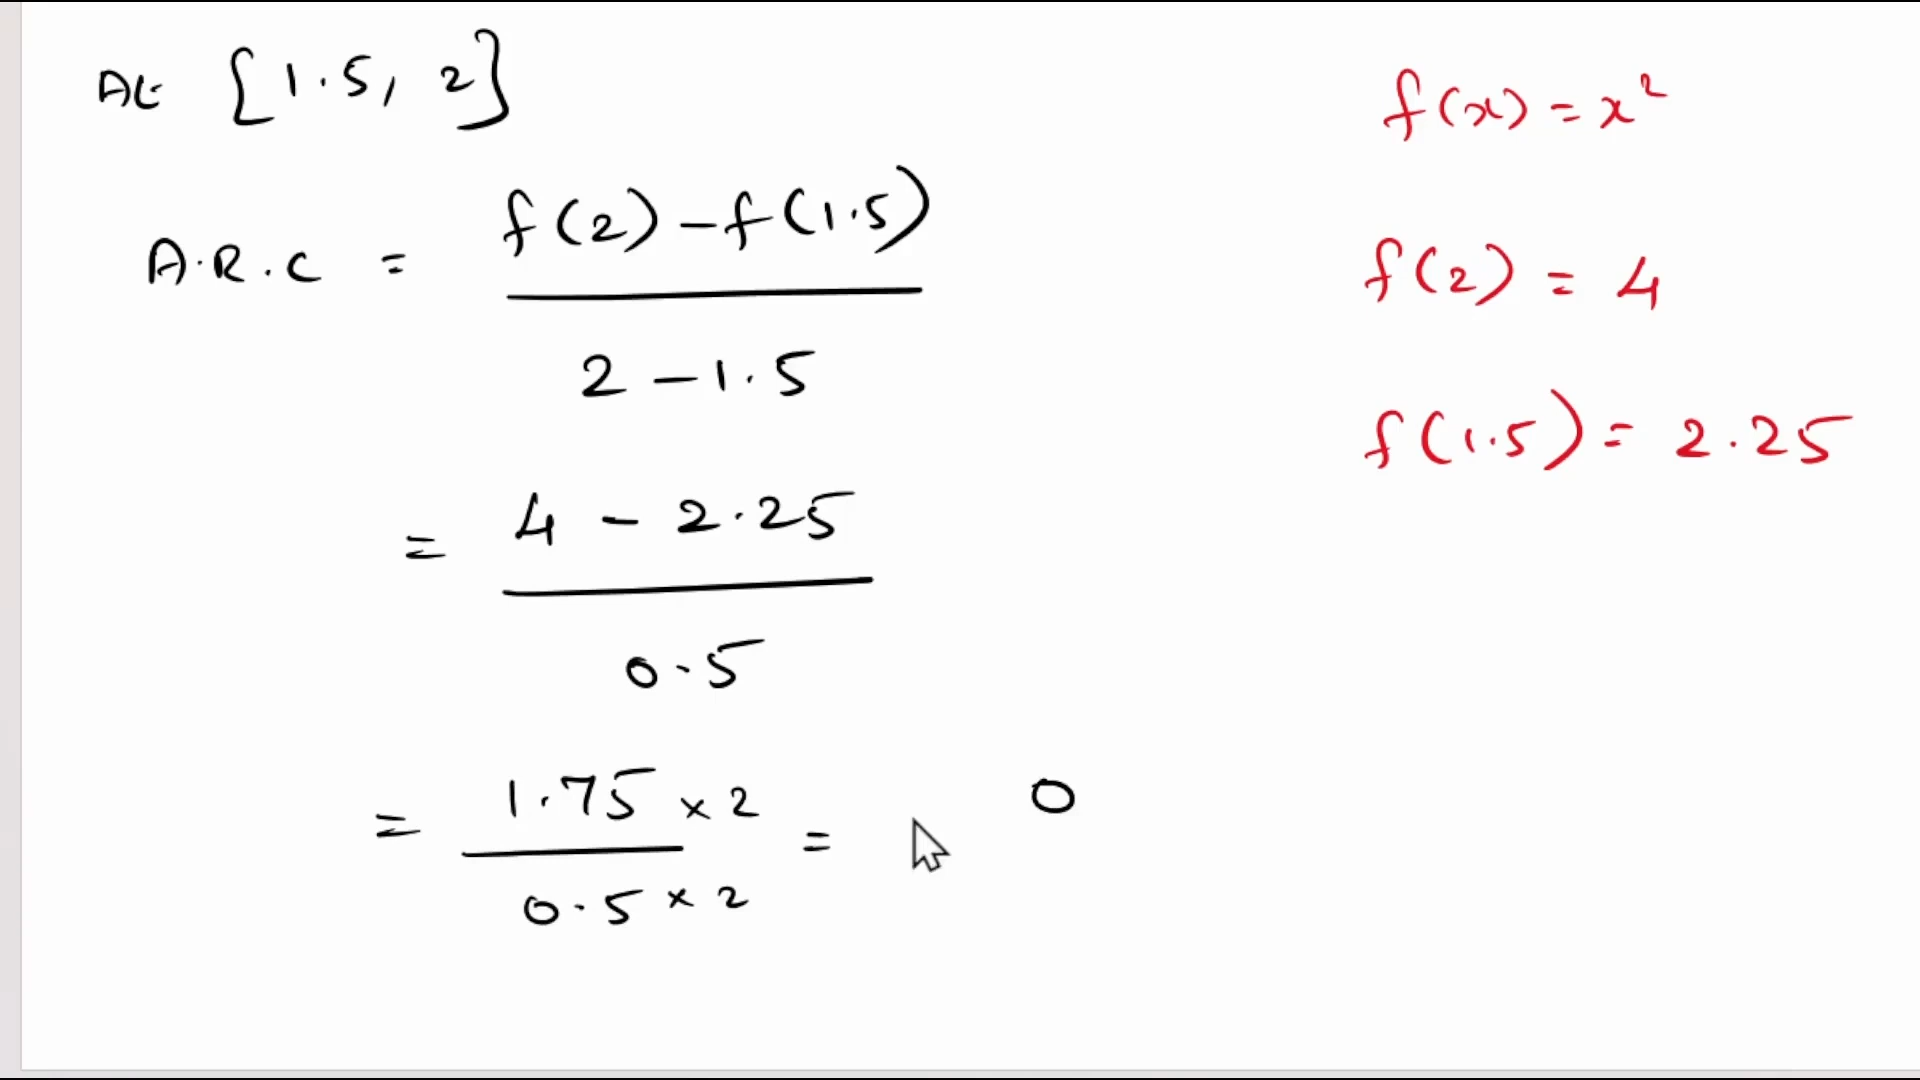 At [1.5, 2]
f(x) = x²
A.R.C = f(2) - f(1.5)
2 - 1.5
f(2) = 4
f(1.5) = 2.25
= 4 - 2.25
0.5
= 1.75 × 2 = 0
0.5 × 2